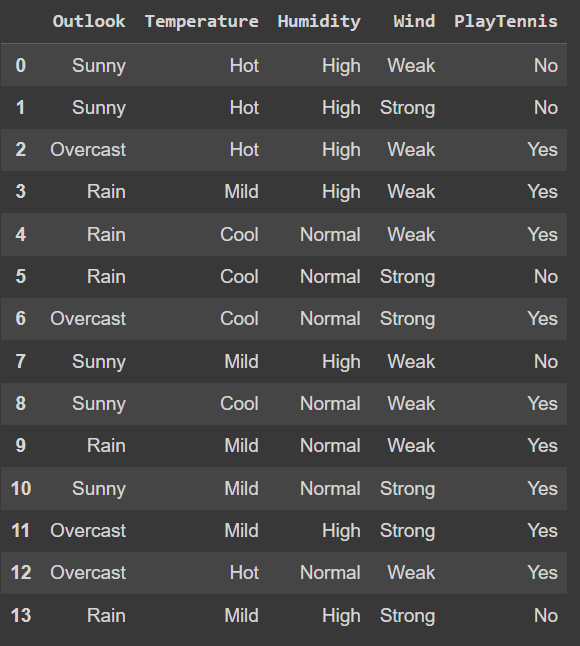 Outlook Temperature Humidity Wind PlayTennis
0 Sunny Hot High Weak No
1 Sunny Hot High Strong No
2 Overcast Hot High Weak Yes
3 Rain Mild High Weak Yes
4 Rain Cool Normal Weak Yes
5 Rain Cool Normal Strong No
6 Overcast Cool Normal Strong Yes
7 Sunny Mild High Weak No
8 Sunny Cool Normal Weak Yes
9 Rain Mild Normal Weak Yes
10 Sunny Mild Normal Strong Yes
11 Overcast Mild High Strong Yes
12 Overcast Hot Normal Weak Yes
13 Rain Mild High Strong No